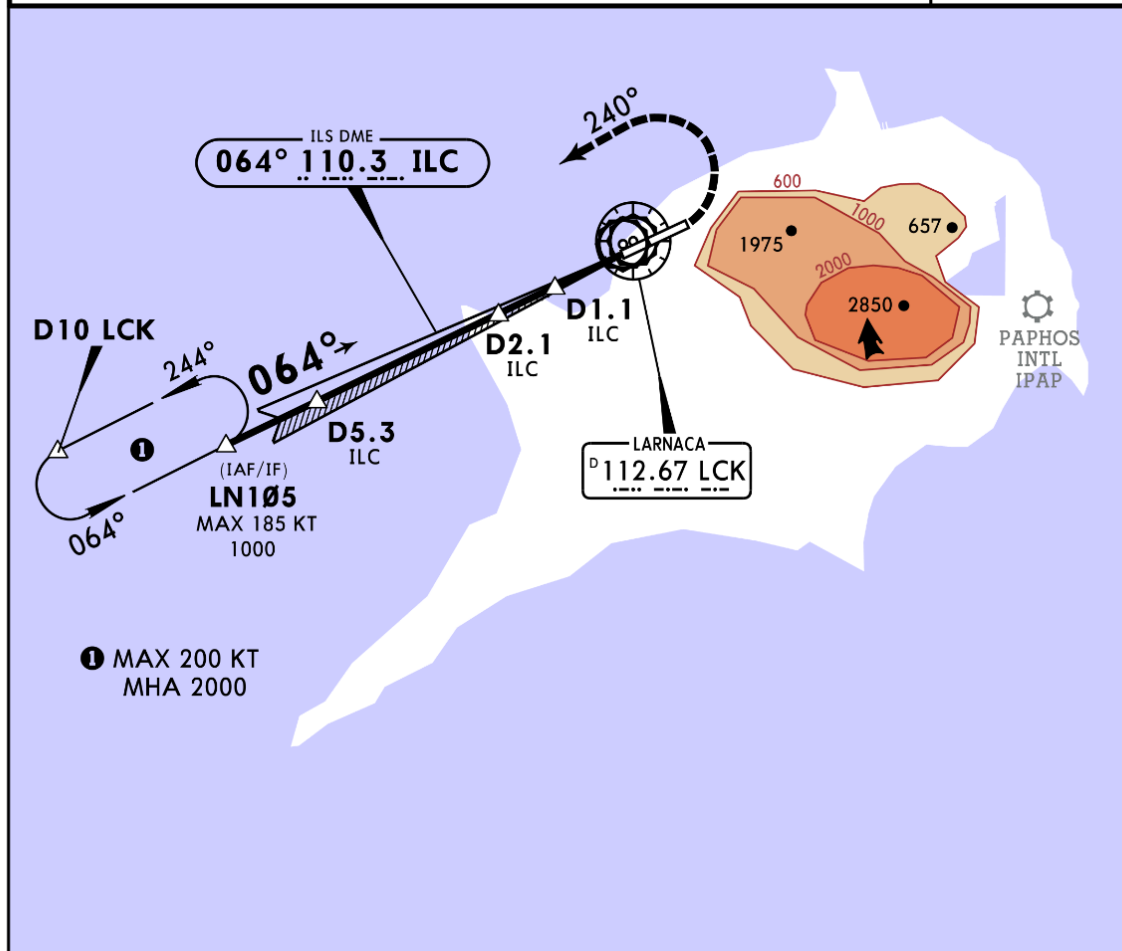 240°
ILS DME
064° 110.3 ILC
600
1000
657
1975
2000
2850
D10 LCK
244°
064°
D1.1
ILC
D2.1
ILC
D5.3
ILC
PAPHOS
INTL
IPAP
1
(IAF/IF)
LN1Ø5
MAX 185 KT
1000
064°
LARNACA
D 112.67 LCK
1 MAX 200 KT
MHA 2000